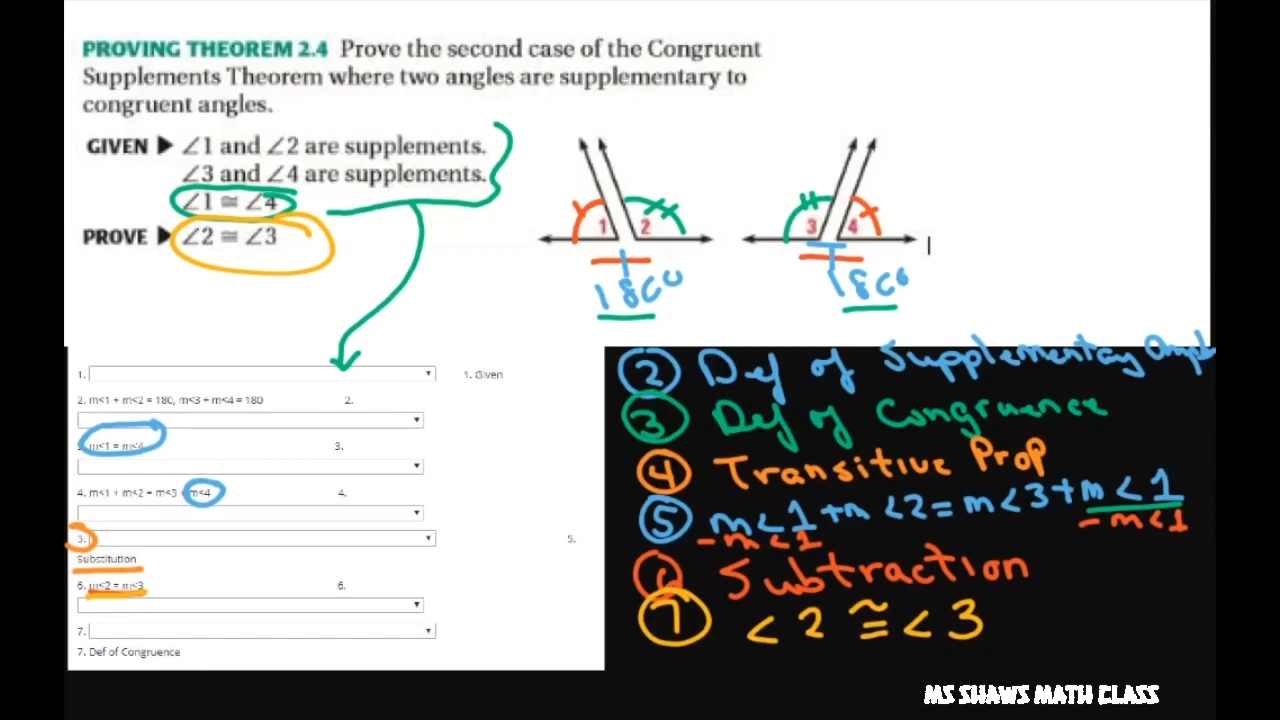 PROVING THEOREM 2.4 Prove the second case of the Congruent
Supplements Theorem where two angles are supplementary to
congruent angles.
GIVEN ▶ ∠1 and ∠2 are supplements.
∠3 and ∠4 are supplements.
∠1 ≅ ∠4
PROVE ▶ ∠2 ≅ ∠3
1 2
3 4
180°
180°
1. 1. Given
2. m<1 + m<2 = 180, m<3 + m<4 = 180 2.
m<1 = m<4 3.
4. m<1 + m<2 = m<3 + m<4 4.
5.
Substitution
6. m<2 = m<3 6.
7.
7. Def of Congruence
② Def of Supplementary
③ Def of Congruence
④ Transitive Prop
⑤ m<1 + m<2 = m<3 + m<1
-m<1 -m<1
⑥ Subtraction
⑦ <2 ≅ <3
MS SHAWS MATH CLASS